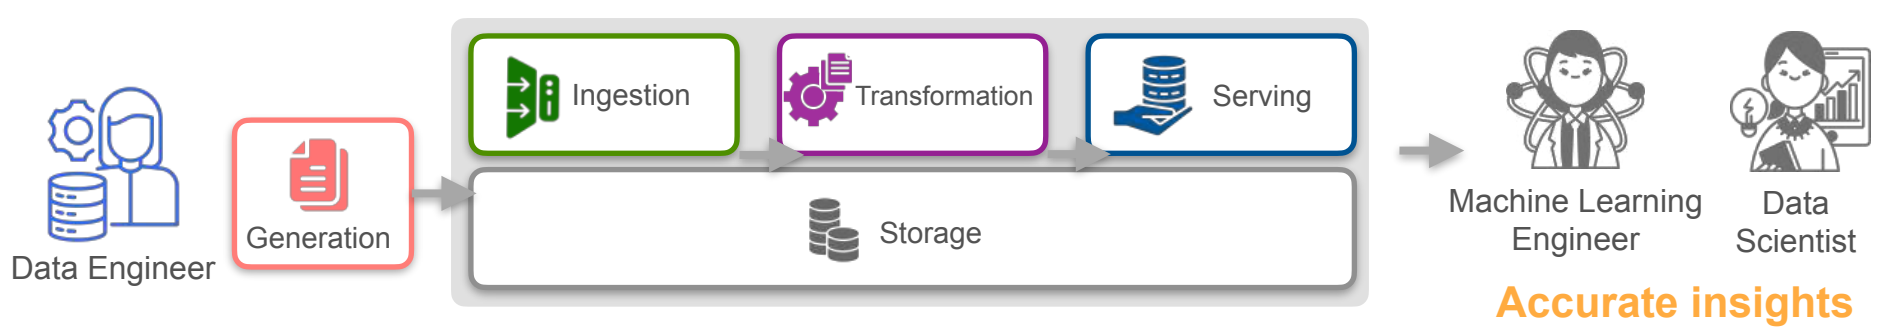 Data Engineer
Generation
Ingestion
Transformation
Serving
Storage
Machine Learning
Engineer
Data
Scientist
Accurate insights